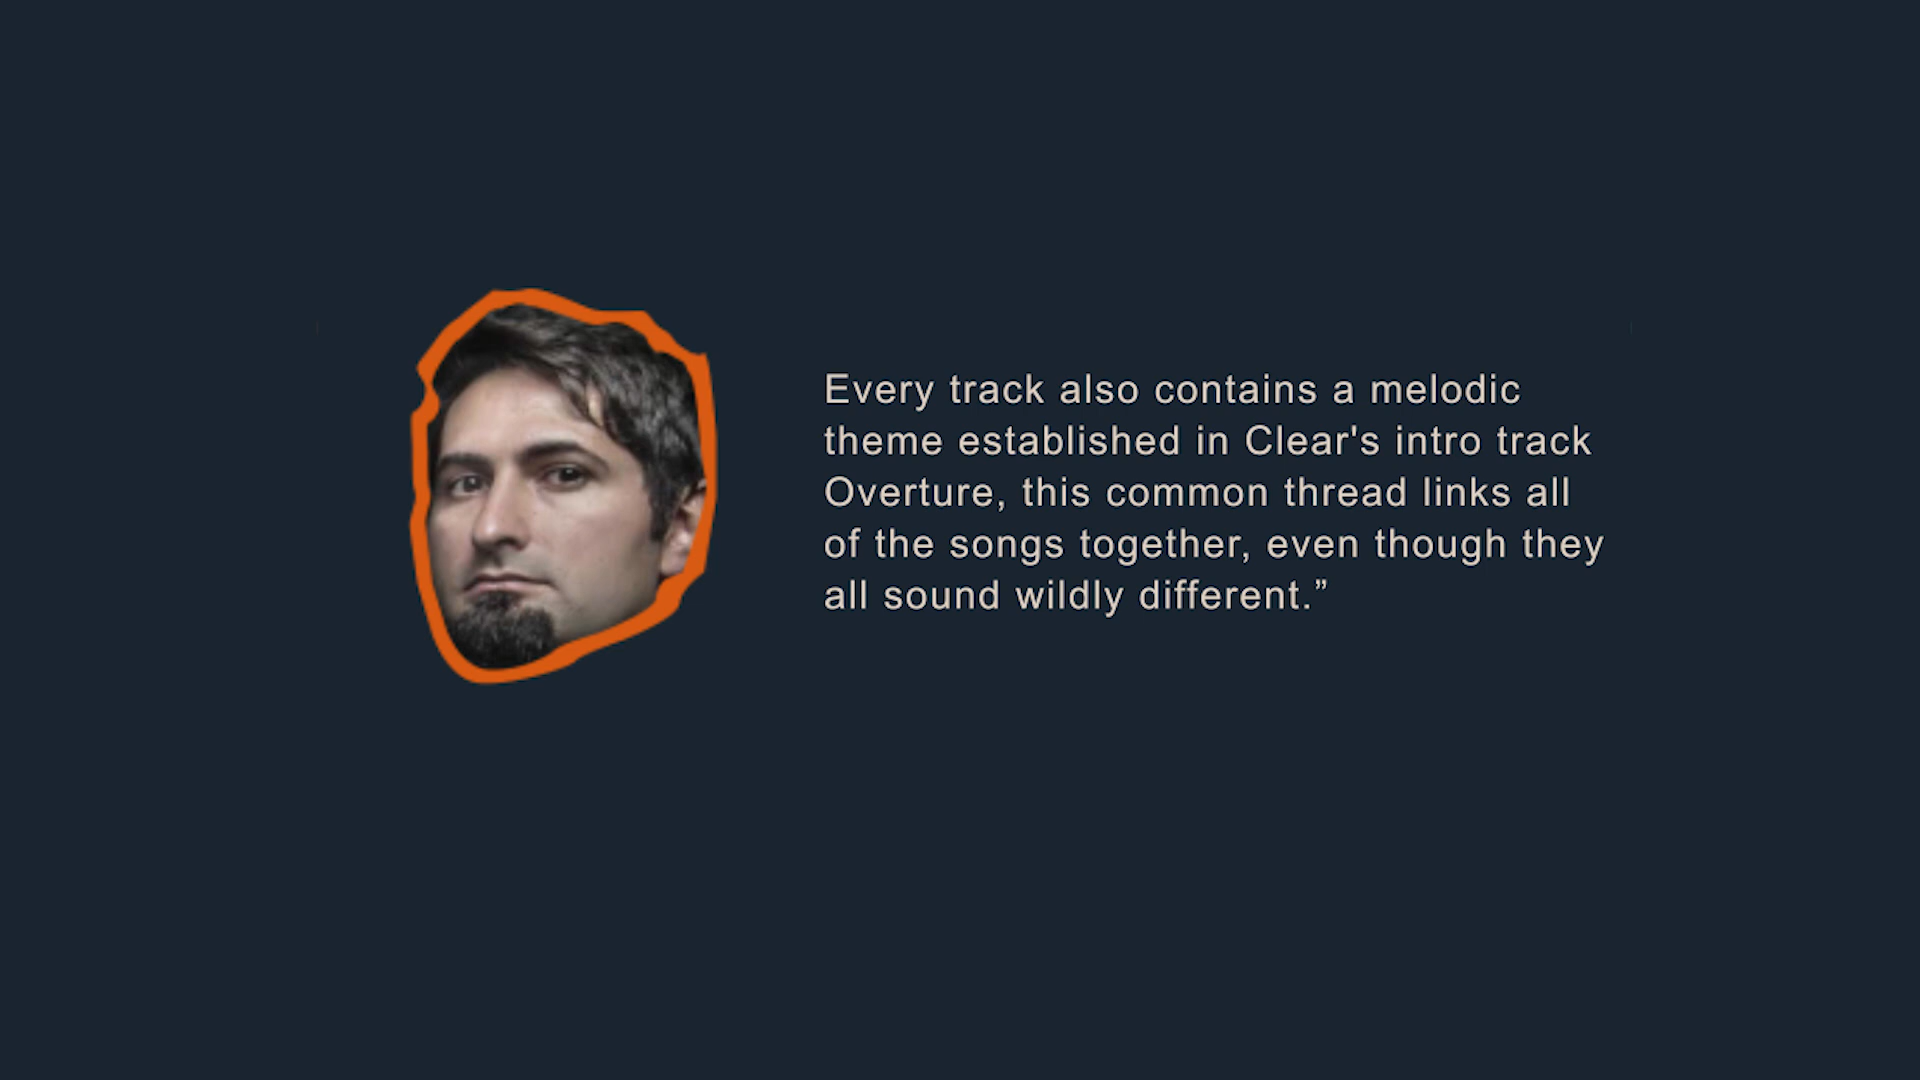 Every track also contains a melodic
theme established in Clear's intro track
Overture, this common thread links all
of the songs together, even though they
all sound wildly different.”